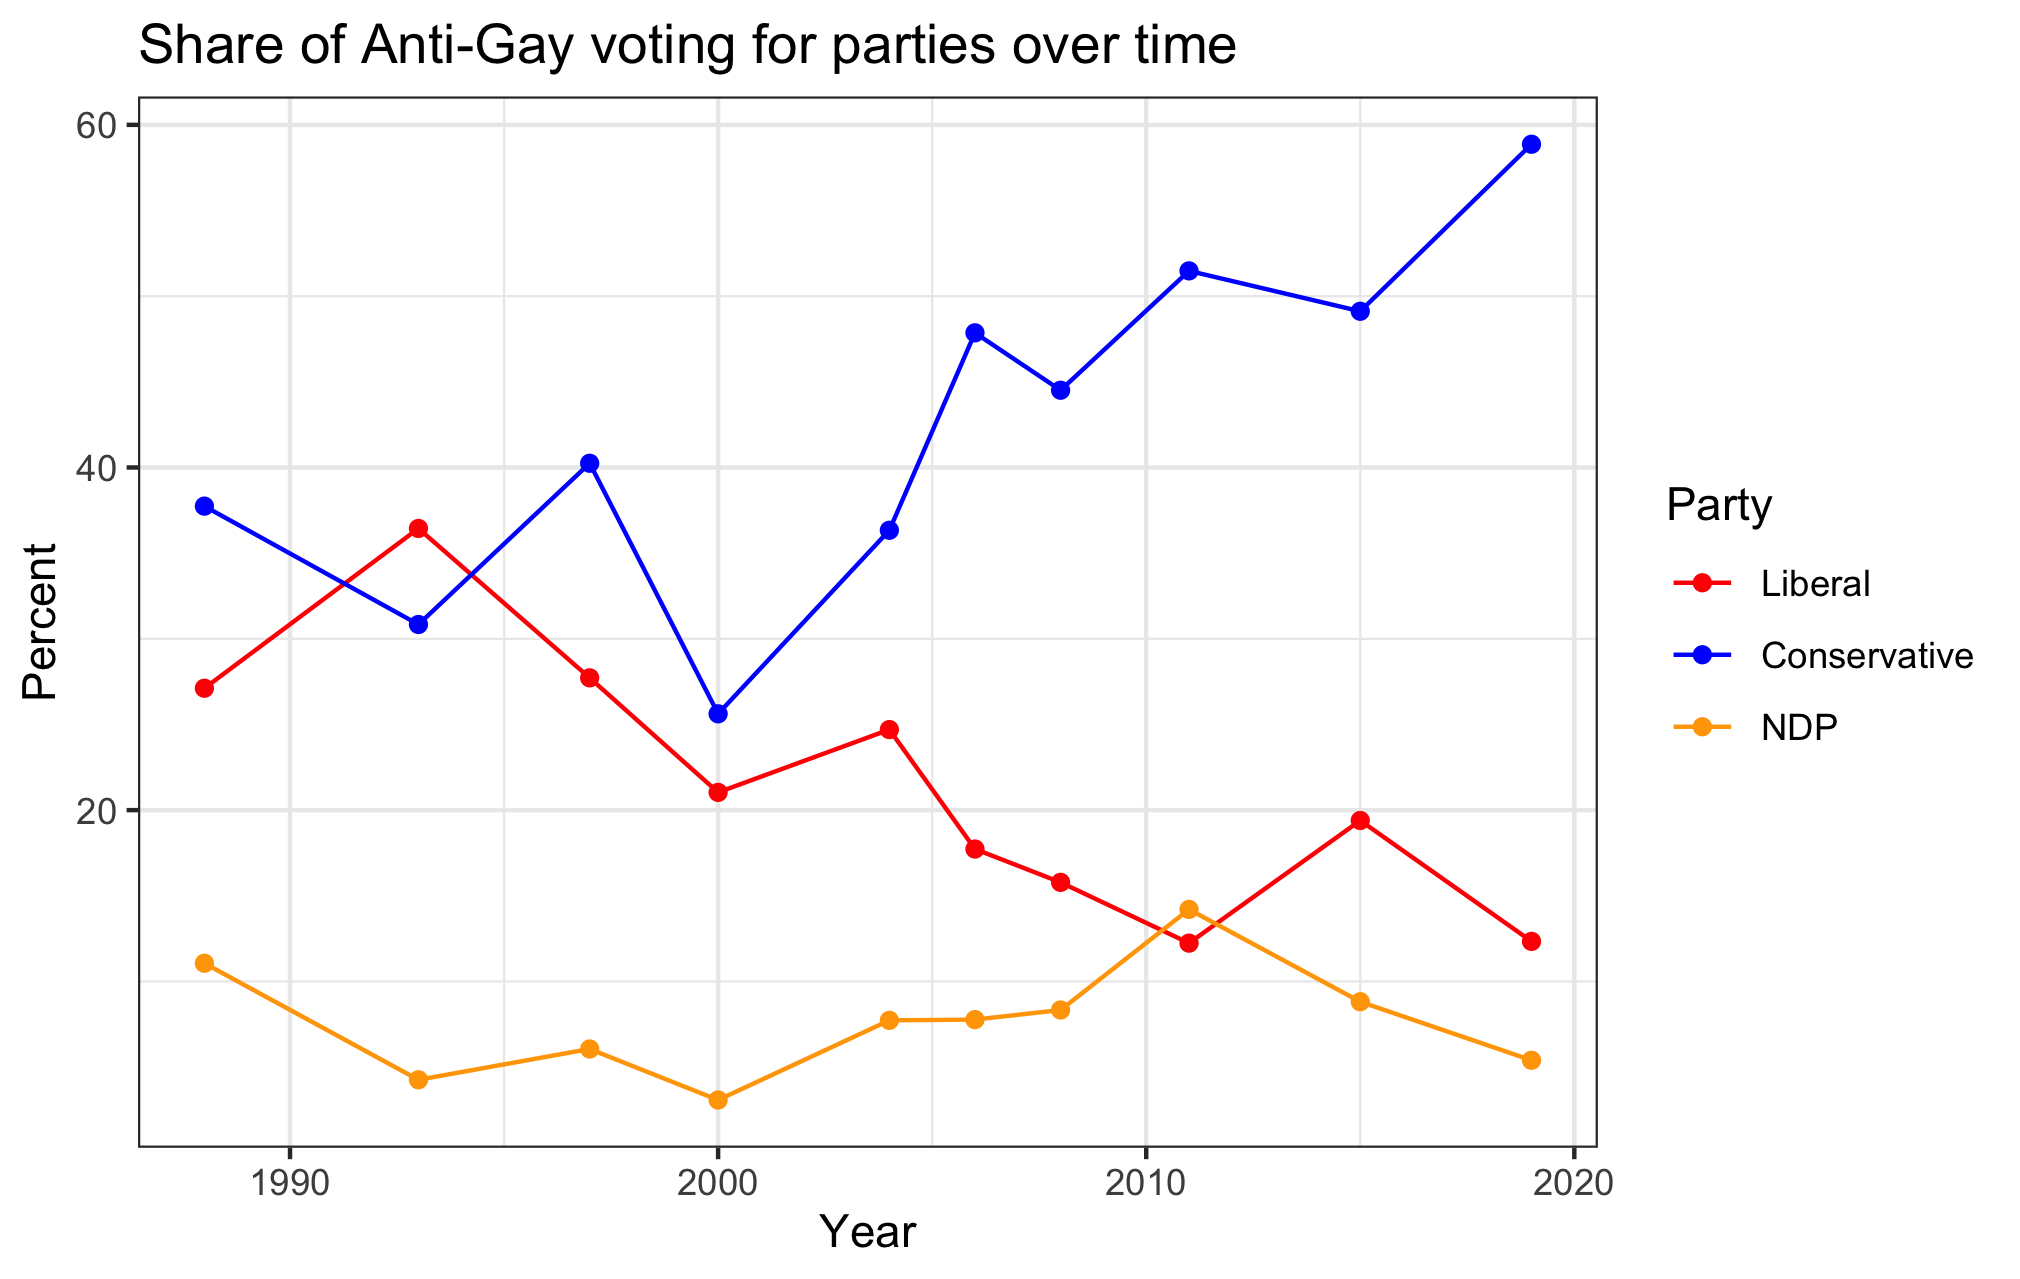 Share of Anti-Gay voting for parties over time
60
40
20
Percent
1990
2000
2010
2020
Year
Party
Liberal
Conservative
NDP